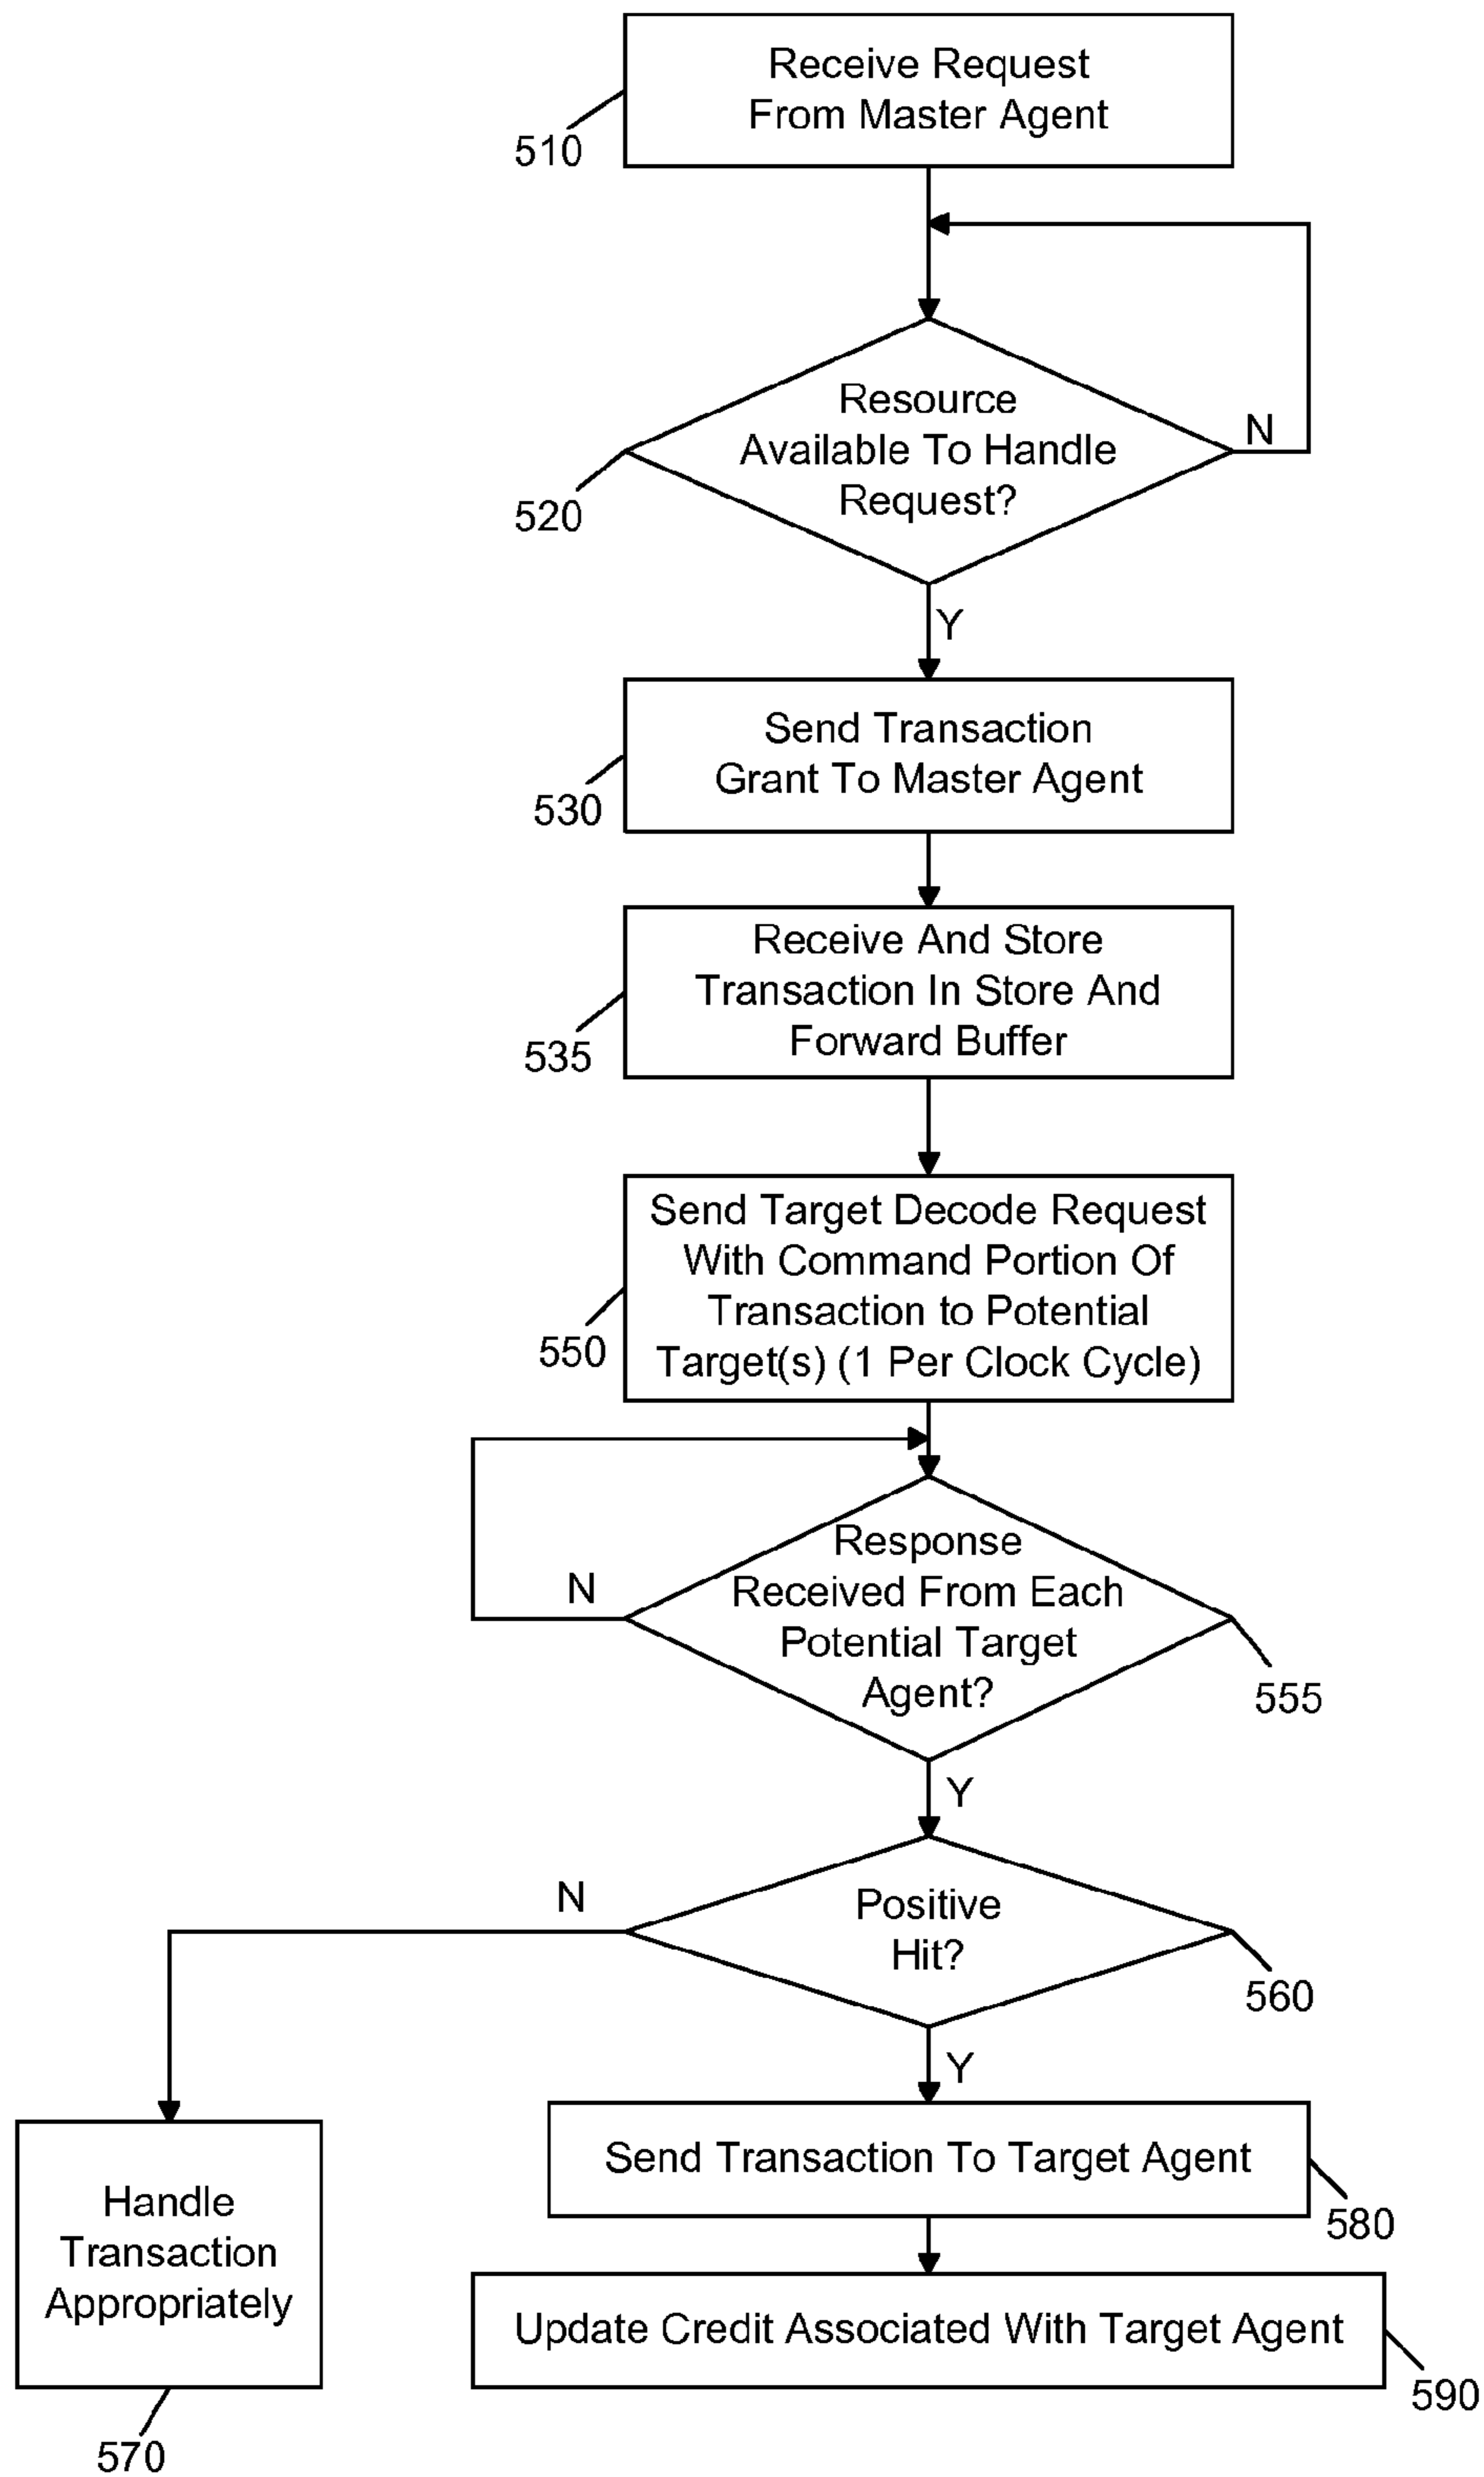 Receive Request
From Master Agent
510
Resource
Available To Handle
Request?
N
520
Y
Send Transaction
Grant To Master Agent
530
Receive And Store
Transaction In Store And
Forward Buffer
535
Send Target Decode Request
With Command Portion Of
Transaction to Potential
Target(s) (1 Per Clock Cycle)
550
Response
Received From Each
Potential Target
Agent?
N
555
Y
Positive
Hit?
N
560
Y
Send Transaction To Target Agent
580
Handle
Transaction
Appropriately
570
Update Credit Associated With Target Agent
590